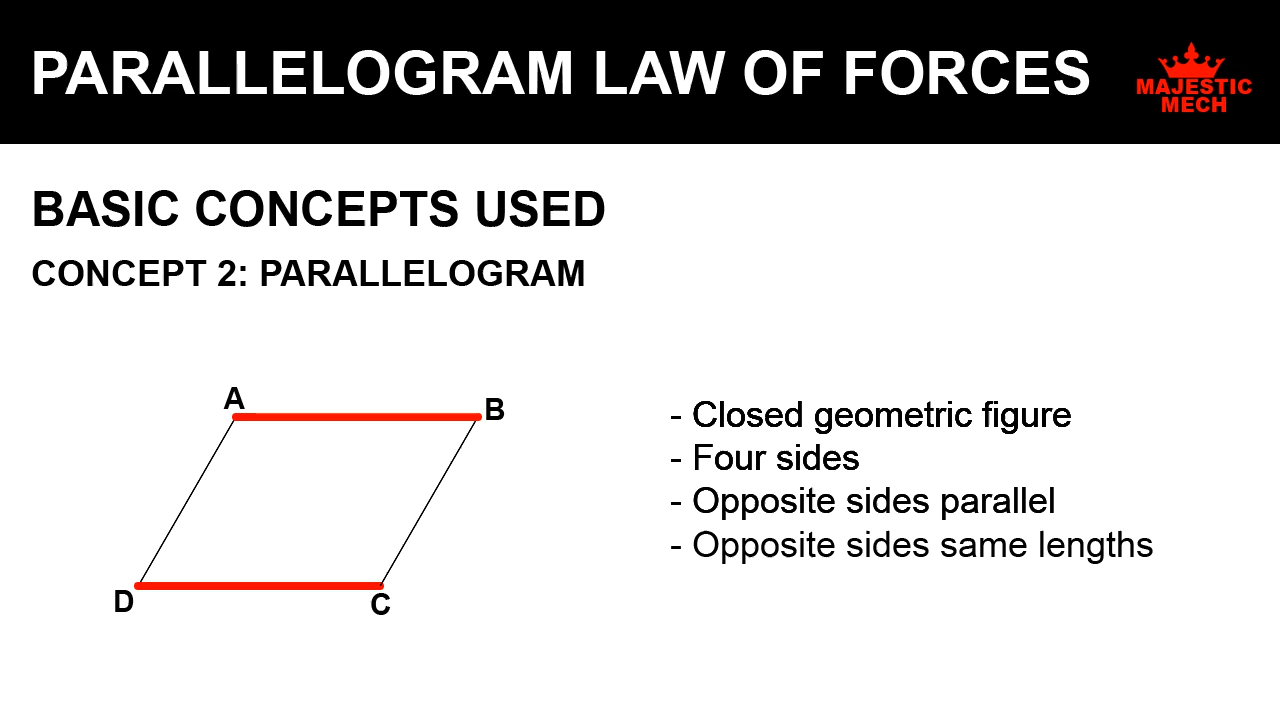 PARALLELOGRAM LAW OF FORCES
MAJESTIC
MECH
BASIC CONCEPTS USED
CONCEPT 2: PARALLELOGRAM
A
B
D
C
- Closed geometric figure
- Four sides
- Opposite sides parallel
- Opposite sides same lengths